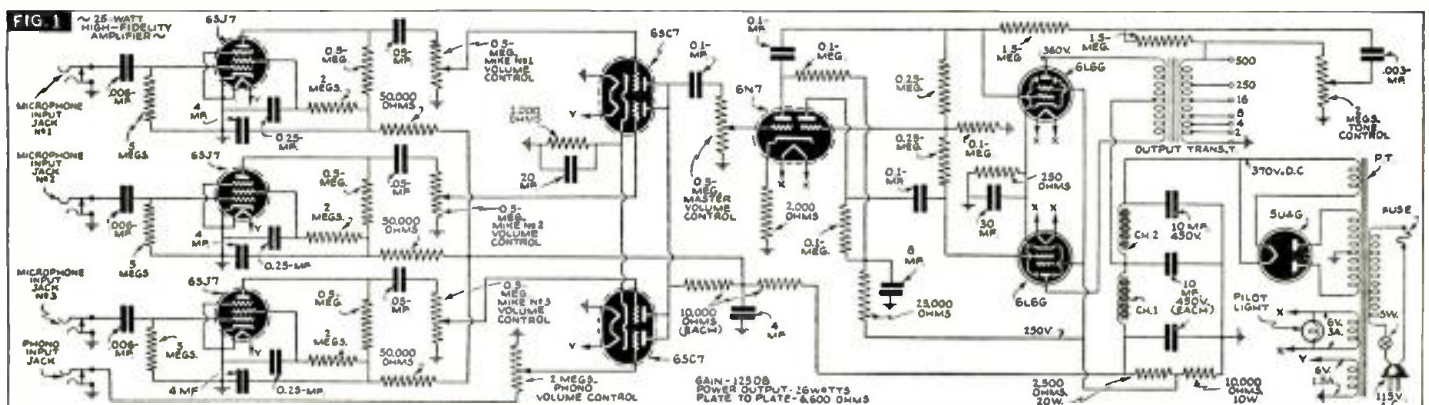 FIG. 1
~ 25-WATT
HIGH-FIDELITY
AMPLIFIER ~
6SJ7
.006-
MF.
MICROPHONE
INPUT
JACK
Nº1
5
MEGS.
4
MF.
0.25-
MF.
2
MEGS.
0.5-
MEG.
.05-
MF.
0.5-
MEG.
MIKE Nº1
VOLUME
CONTROL
50,000
OHMS
Y
6SJ7
MICROPHONE
INPUT
JACK
Nº2
.006-
MF.
5
MEGS
4
MF.
0.25-MF.
2
MEGS.
0.5-
MEG.
.05-
MF.
50,000
OHMS
0.5-
MEG.
MIKE Nº2
VOLUME
CONTROL
Y
6SJ7
MICROPHONE
INPUT
JACK
Nº3
PHONO
INPUT
JACK
.006-
MF.
5
MEGS.
4 MF
0.25-MF.
2
MEGS.
0.5-
MEG.
.05-
MF.
50,000
OHMS
0.5-
MEG
MIKE Nº3
VOLUME
CONTROL
Y
2 MEGS.
PHONO
VOLUME CONTROL
6SC7
Y
1,000
OHMS
20
MF.
0.1-
MF.
0.5-
MEG.
MASTER
VOLUME
CONTROL
6SC7
Y
10,000
OHMS
(EACH)
4
MF.
GAIN-125DB
POWER OUTPUT-26WATTS
PLATE TO PLATE-6,600 OHMS
0.1-
MF.
0.1-
MEG.
6N7
X X
2,000
OHMS
0.1-
MEG.
8
MF.
25,000
OHMS
0.25-
MEG.
0.25-
MEG.
0.1-
MEG.
0.1-
MF.
250
OHMS
30
MF
1.5-
MEG.
360V.
6L6G
X X
X X
6L6G
250V.
1.5-
MEG.
500
250
16
8
4
2
OUTPUT TRANSF.
.003-
MF.
2
MEGS.
TONE
CONTROL
370V.D.C
CH.2
10 MF.
450V.
10
MF.
450V.
(EACH)
CH.1
2,500
OHMS,
20W.
10,000
OHMS,
10W
5U4G
P.T
FUSE
PILOT
LIGHT
X
X
6V.
3A.
Y
Y
6V.
5W.
115V.